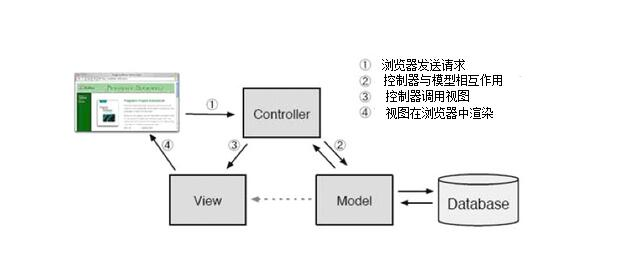 ① 浏览器发送请求
② 控制器与模型相互作用
③ 控制器调用视图
④ 视图在浏览器中渲染
①
Controller
④
③
②
View
Model
Database